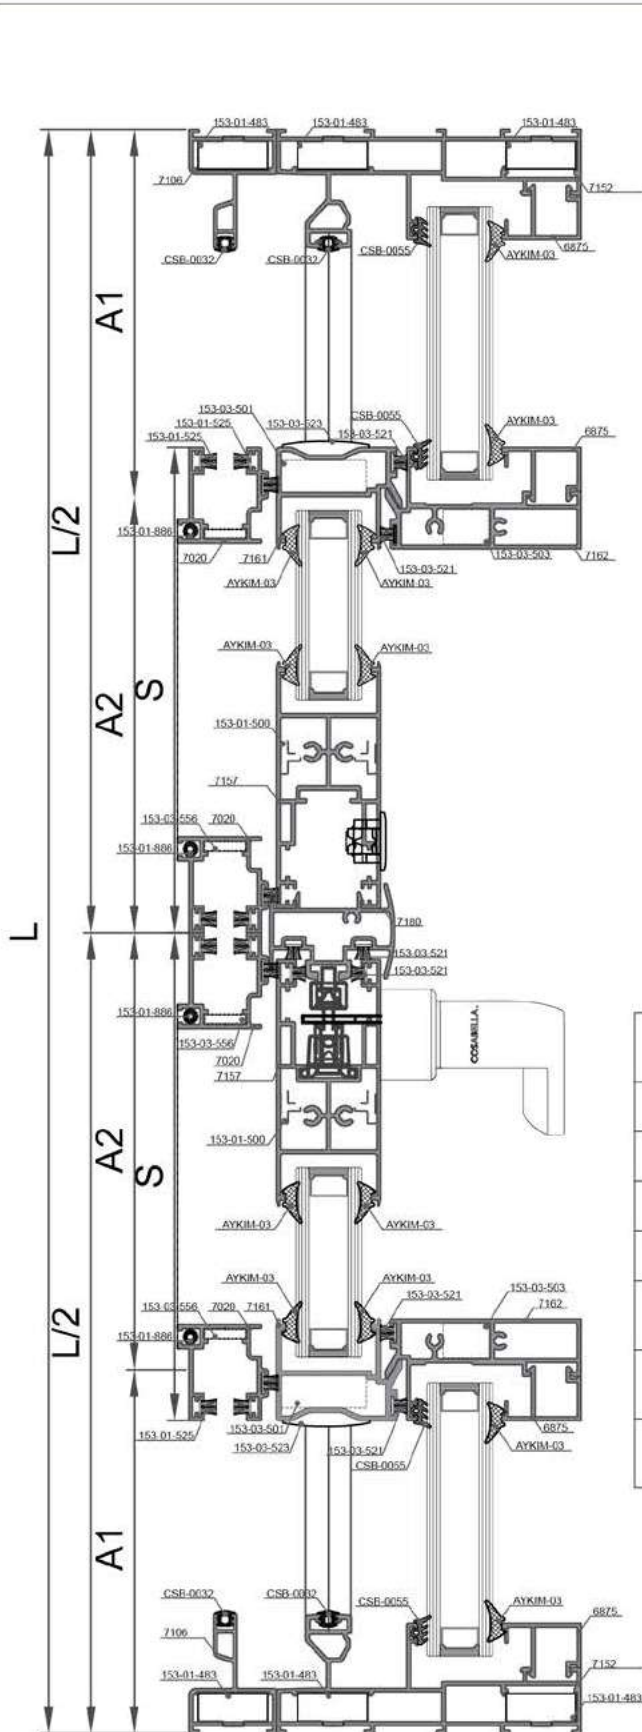 153-01-483 153-01-483 153-01-483
7106 7152
CSB-0032 CSB-0032 CSB-0055 AYKIM-03 6875
A1
153-03-501 CSB-0055 AYKIM-03
153-01-525 153-03-523 153-03-521 6875
153-01-525
L/2
153-01-886 7020 7161 153-03-521 153-03-503 7162
AYKIM-03 AYKIM-03
AYKIM-03 AYKIM-03
A2 S
153-01-500
7157
153-03-556 7020
153-01-886
L
7180
153-03-521
153-03-521
153-01-886 COSABELLA.
153-03-556
7020
7157
153-01-500
A2 S
AYKIM-03 AYKIM-03
AYKIM-03 AYKIM-03 153-03-521 153-03-503
153-03-556 7020 7161 7162
L/2
153-01-886
153-01-525 153-03-501 6875
153-03-523 153-03-521 AYKIM-03
CSB-0055
A1
CSB-0032 CSB-0032 CSB-0055 AYKIM-03
7106 6875
153-01-483 153-01-483 7152
153-01-483